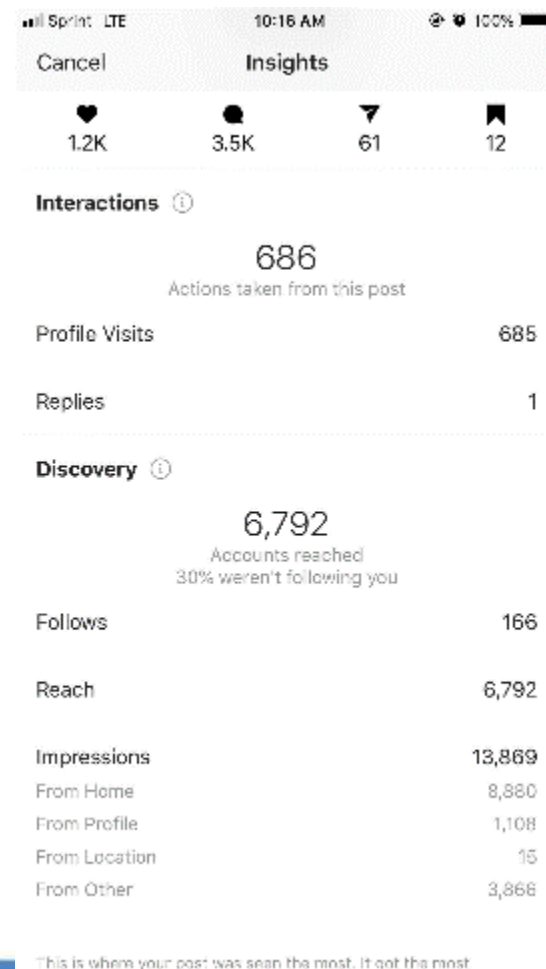 Sprint LTE 10:16 AM 100%
Cancel Insights
1.2K 3.5K 61 12
Interactions
686
Actions taken from this post
Profile Visits 685
Replies 1
Discovery
6,792
Accounts reached
30% weren't following you
Follows 166
Reach 6,792
Impressions 13,869
From Home 8,880
From Profile 1,108
From Location 15
From Other 3,866
This is where your post was seen the most. It got the most